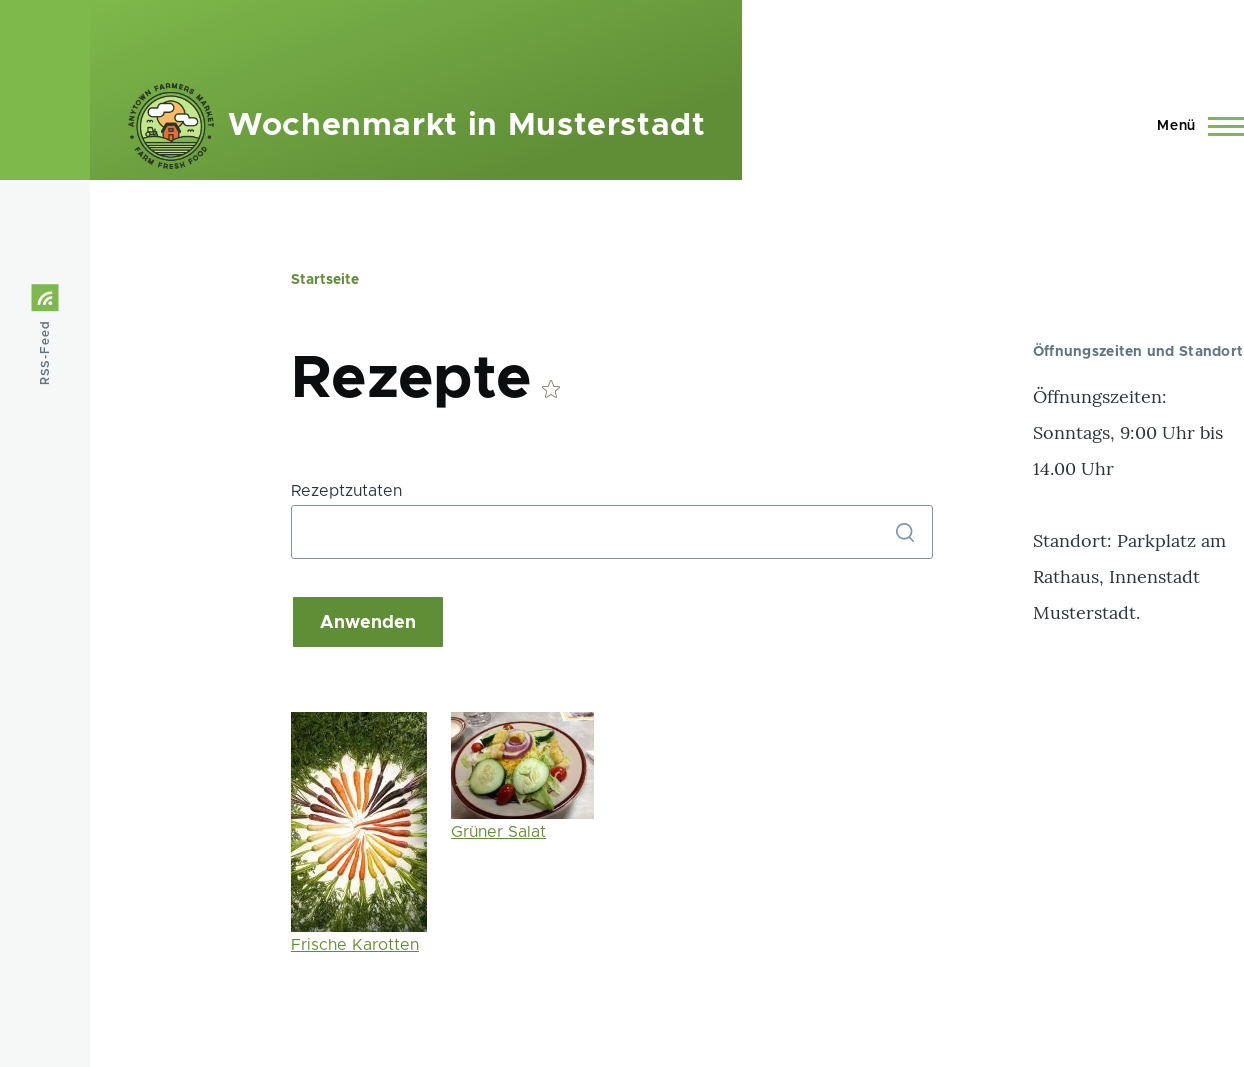 ANYTOWN FARMERS MARKET
FARM FRESH FOOD
Wochenmarkt in Musterstadt
Menü
RSS-Feed
Startseite
Rezepte
Rezeptzutaten
Anwenden
Frische Karotten
Grüner Salat
Öffnungszeiten und Standort
Öffnungszeiten:
Sonntags, 9:00 Uhr bis
14.00 Uhr
Standort: Parkplatz am
Rathaus, Innenstadt
Musterstadt.